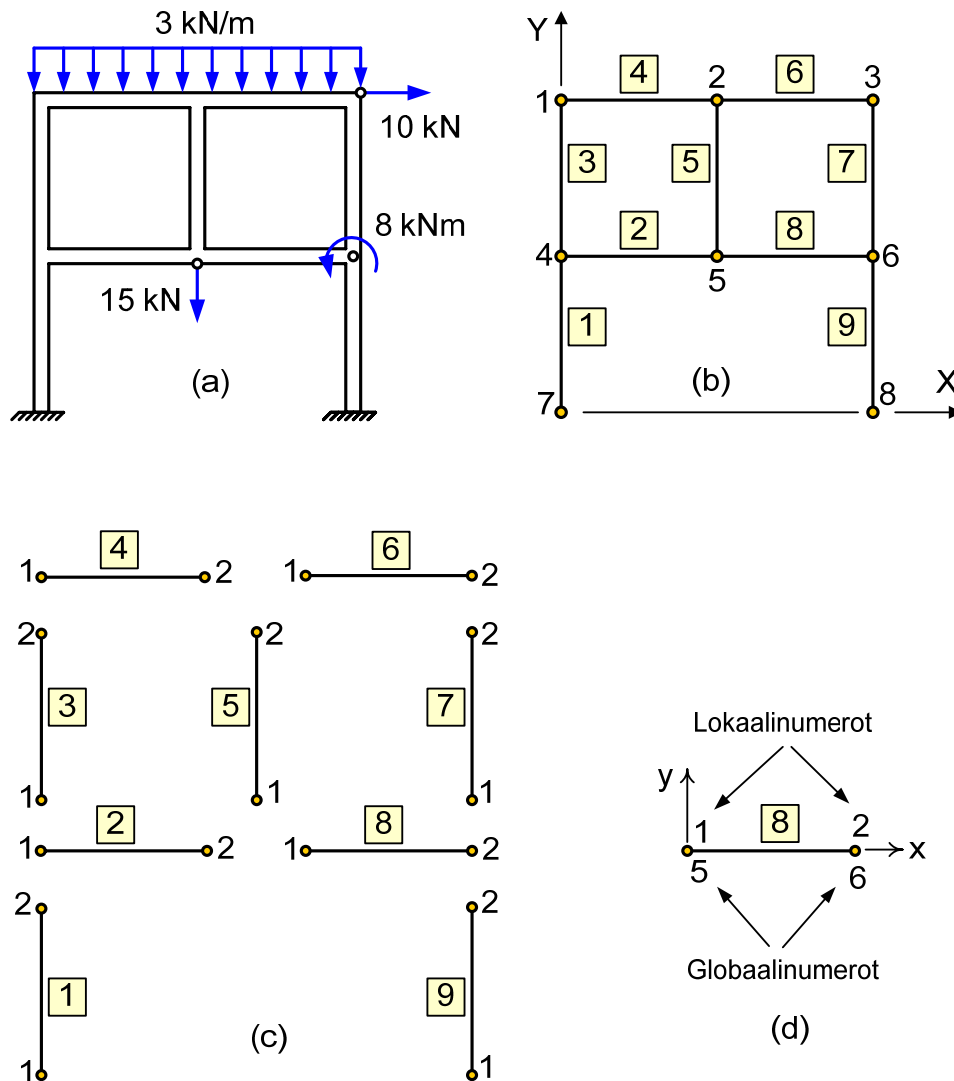 3 kN/m
10 kN
8 kNm
15 kN
(a)
Y
4 2 6 3
1
3 5 7
2 8
4 5 6
1 9
(b)
X
7 8
4 6
1 2 1 2
2 2 2
3 5 7
1 1 1
2 8
1 2 1 2
2 2
1 9
(c)
1 1
Lokaalinumerot
y
1 8 2
x
5 6
Globaalinumerot
(d)